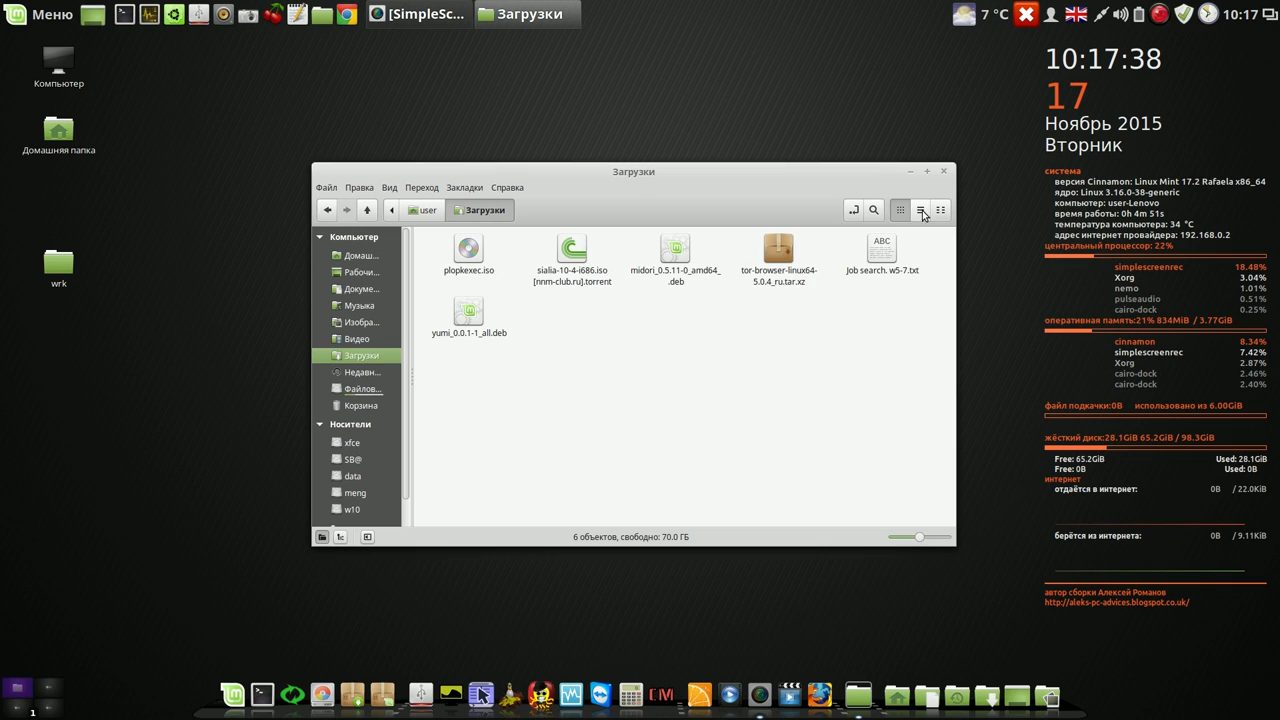 Меню
[SimpleSc...
Загрузки
7 °C
10:17
Компьютер
Домашняя папка
wrk
10:17:38
17
Ноябрь 2015
Вторник
система
версия Cinnamon: Linux Mint 17.2 Rafaela x86_64
ядро: Linux 3.16.0-38-generic
компьютер: user-Lenovo
время работы: 0h 4m 51s
температура компьютера: 34 °C
адрес интернет провайдера: 192.168.0.2
центральный процессор: 22%
simplescreenrec 18.48%
Xorg 3.04%
nemo 1.01%
pulseaudio 0.51%
cairo-dock 0.25%
оперативная память:21% 834MiB / 3.77GiB
cinnamon 8.34%
simplescreenrec 7.42%
Xorg 2.87%
cairo-dock 2.46%
cairo-dock 2.40%
файл подкачки:0B использовано из 6.00GiB
жёсткий диск:28.1GiB 65.2GiB / 98.3GiB
Free: 65.2GiB Used: 28.1GiB
Free: 0B Used: 0B
интернет
отдаётся в интернет: 0B / 22.0KiB
берётся из интернета: 0B / 9.11KiB
автор сборки Алексей Романов
http://aleks-pc-advices.blogspot.co.uk/
Загрузки
Файл Правка Вид Переход Закладки Справка
user Загрузки
Компьютер
Домаш...
Рабочи...
Докуме...
Музыка
Изобра...
Видео
Загрузки
Недавн...
Файлов...
Корзина
Носители
xfce
SB@
data
meng
w10
plopkexec.iso
sialia-10-4-i686.iso
[nnm-club.ru].torrent
midori_0.5.11-0_amd64_
.deb
tor-browser-linux64-
5.0.4_ru.tar.xz
ABC
Job search. w5-7.txt
yumi_0.0.1-1_all.deb
6 объектов, свободно: 70.0 ГБ
1